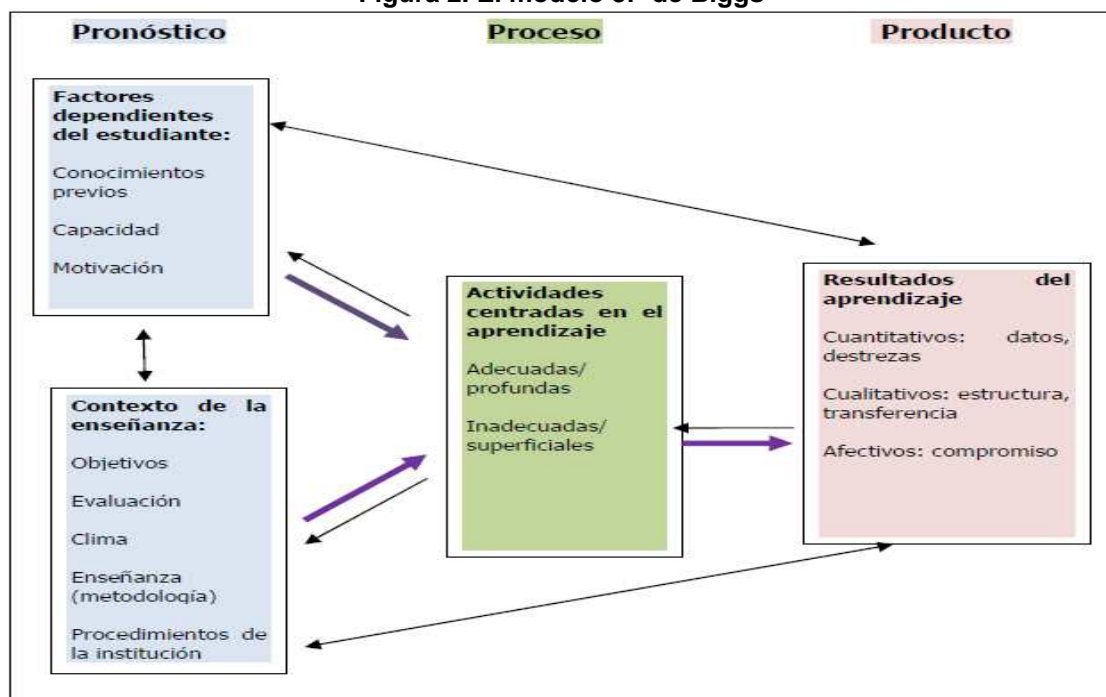 Figura 2. El modelo 3P de Biggs
Pronóstico
Proceso
Producto
Factores
dependientes
del estudiante:
Conocimientos
previos
Capacidad
Motivación
Contexto de la
enseñanza:
Objetivos
Evaluación
Clima
Enseñanza
(metodología)
Procedimientos de
la institución
Actividades
centradas en el
aprendizaje
Adecuadas/
profundas
Inadecuadas/
superficiales
Resultados del
aprendizaje
Cuantitativos: datos,
destrezas
Cualitativos: estructura,
transferencia
Afectivos: compromiso